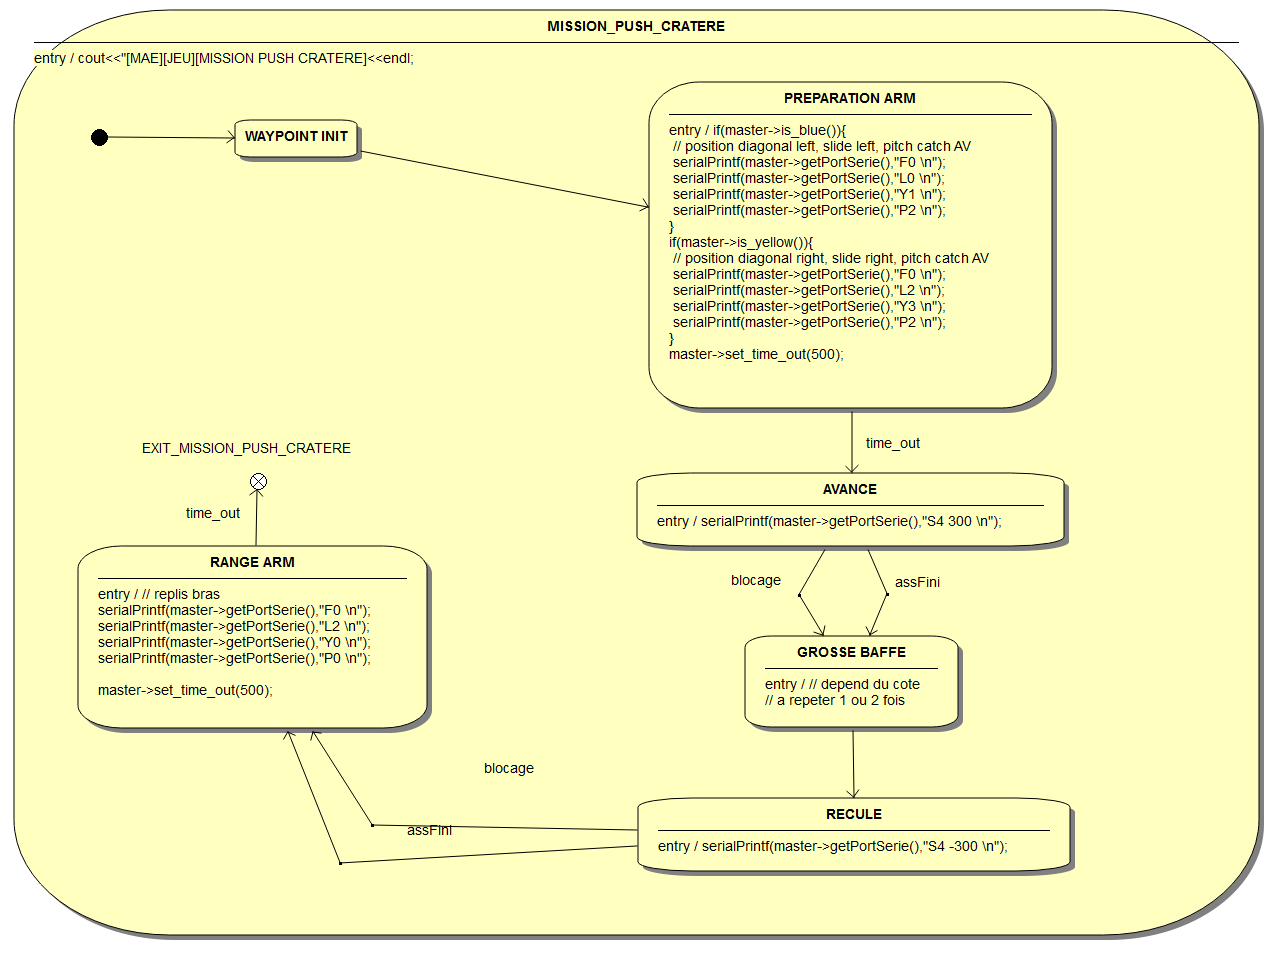 MISSION_PUSH_CRATERE
entry / cout<<"[MAE][JEU][MISSION PUSH CRATERE]<<endl;
WAYPOINT INIT
PREPARATION ARM
entry / if(master->is_blue()){
// position diagonal left, slide left, pitch catch AV
serialPrintf(master->getPortSerie(),"F0 \n");
serialPrintf(master->getPortSerie(),"L0 \n");
serialPrintf(master->getPortSerie(),"Y1 \n");
serialPrintf(master->getPortSerie(),"P2 \n");
}
if(master->is_yellow()){
// position diagonal right, slide right, pitch catch AV
serialPrintf(master->getPortSerie(),"F0 \n");
serialPrintf(master->getPortSerie(),"L2 \n");
serialPrintf(master->getPortSerie(),"Y3 \n");
serialPrintf(master->getPortSerie(),"P2 \n");
}
master->set_time_out(500);
time_out
AVANCE
entry / serialPrintf(master->getPortSerie(),"S4 300 \n");
blocage
assFini
GROSSE BAFFE
entry / // depend du cote
// a repeter 1 ou 2 fois
RECULE
entry / serialPrintf(master->getPortSerie(),"S4 -300 \n");
blocage
assFini
RANGE ARM
entry / // replis bras
serialPrintf(master->getPortSerie(),"F0 \n");
serialPrintf(master->getPortSerie(),"L2 \n");
serialPrintf(master->getPortSerie(),"Y0 \n");
serialPrintf(master->getPortSerie(),"P0 \n");
master->set_time_out(500);
time_out
EXIT_MISSION_PUSH_CRATERE